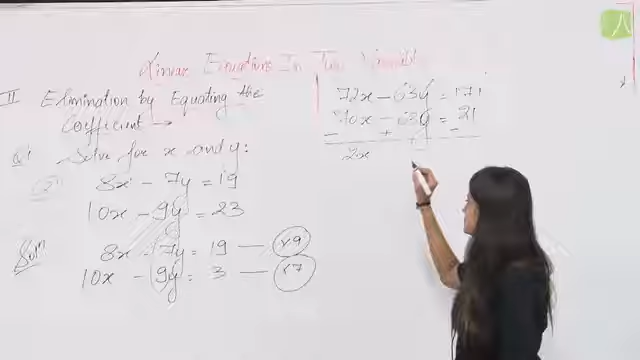 Linear Equations In Two Variable
II Elimination by Equating the
Coefficient →
Q1 Solve for x and y:
8x - 7y = 19
10x - 9y = 23
Soln
8x - 7y = 19 — ×9
10x - 9y = 3 — ×7
72x - 63y = 171
70x - 63y = 21
- + -
2x